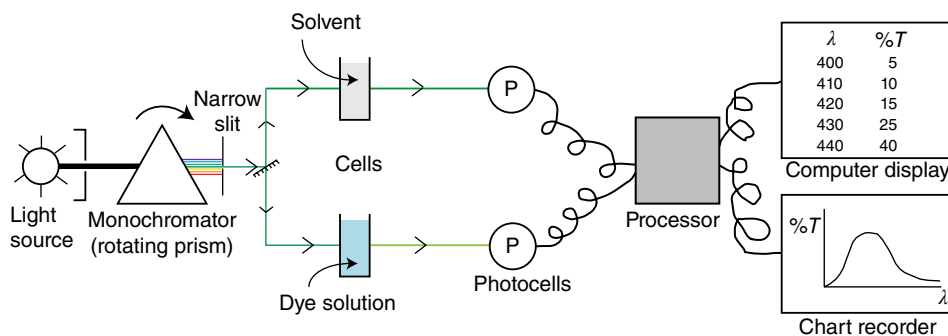 Solvent
Narrow
slit
P
Cells
Light
source
Monochromator
(rotating prism)
Dye solution
P
Photocells
Processor
λ %T
400 5
410 10
420 15
430 25
440 40
Computer display
%T
λ
Chart recorder